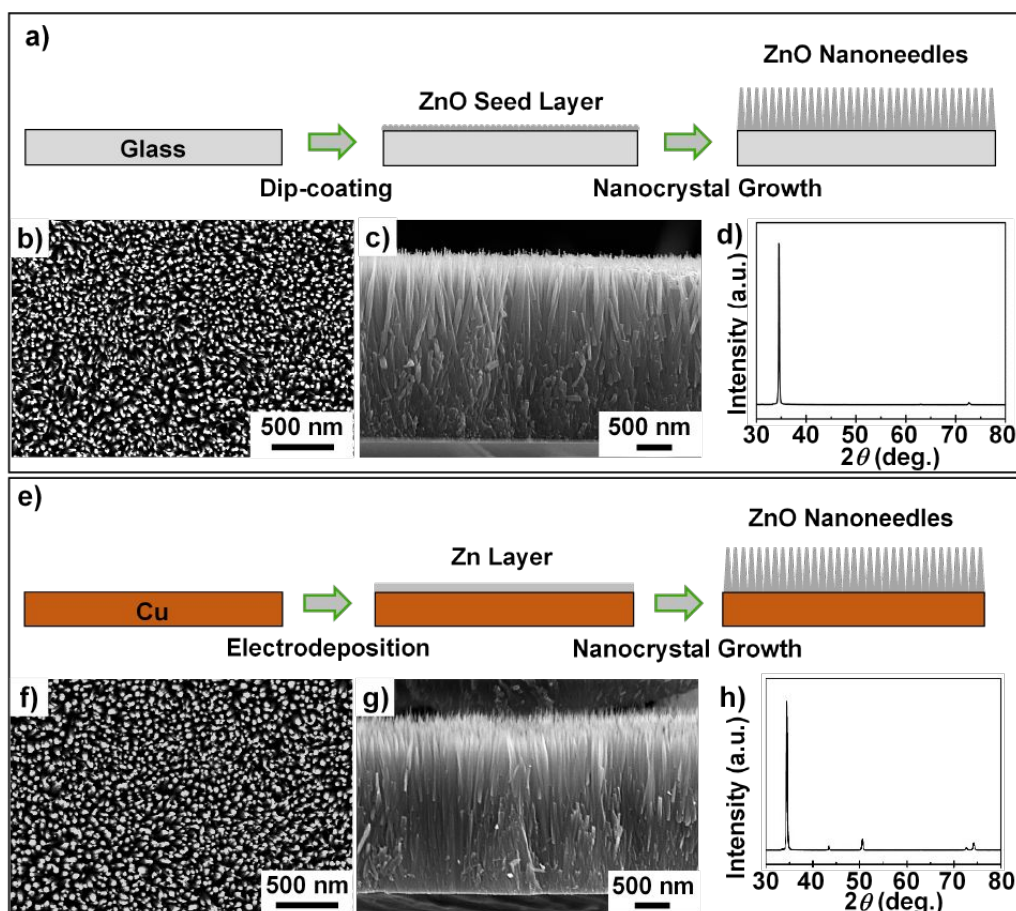 a)
ZnO Nanoneedles
ZnO Seed Layer
Glass
Dip-coating
Nanocrystal Growth
b)
500 nm
c)
500 nm
d)
Intensity (a.u.)
30 40 50 60 70 80
2θ (deg.)
e)
ZnO Nanoneedles
Zn Layer
Cu
Electrodeposition
Nanocrystal Growth
f)
500 nm
g)
500 nm
h)
Intensity (a.u.)
30 40 50 60 70 80
2θ (deg.)